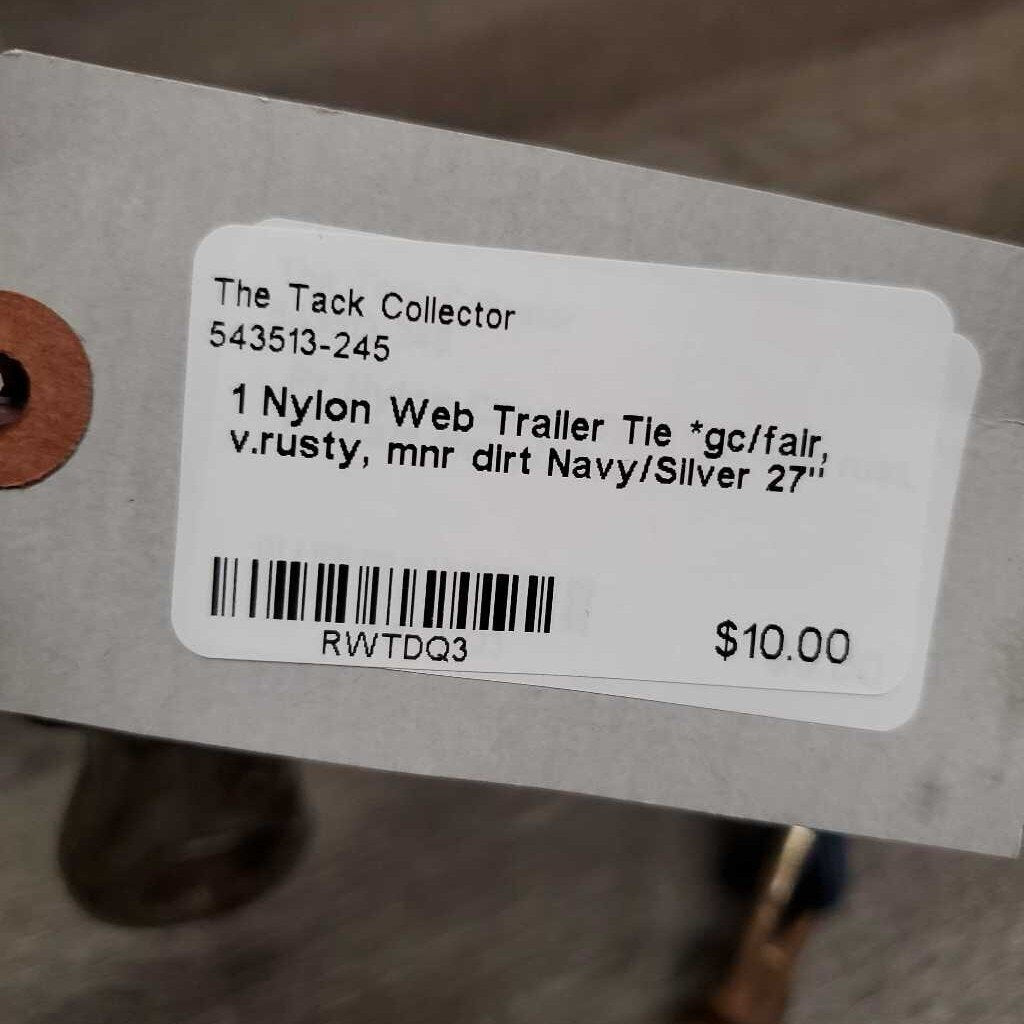 The Tack Collector
543513-245
1 Nylon Web Trailer Tie *gc/fair,
v.rusty, mnr dirt Navy/Silver 27"
RWTDQ3
$10.00